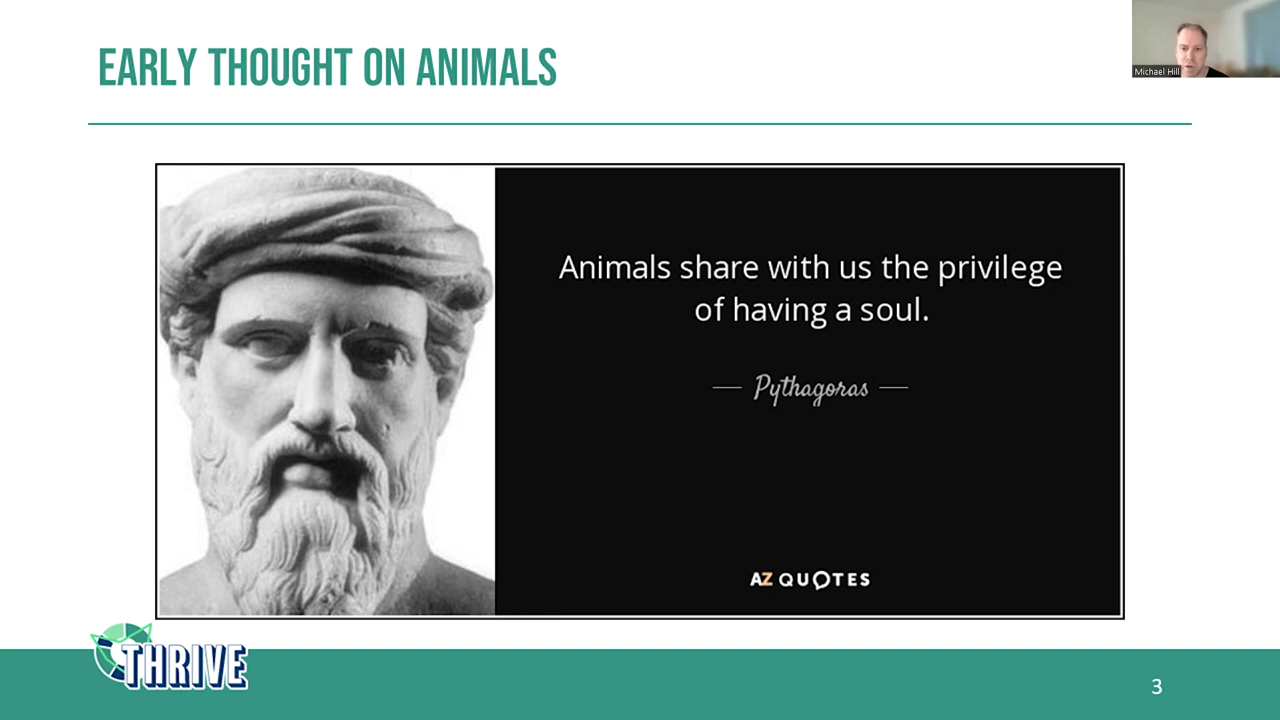 EARLY THOUGHT ON ANIMALS
Michael Hill
Animals share with us the privilege
of having a soul.
Pythagoras
AZ QUOTES
THRIVE
3